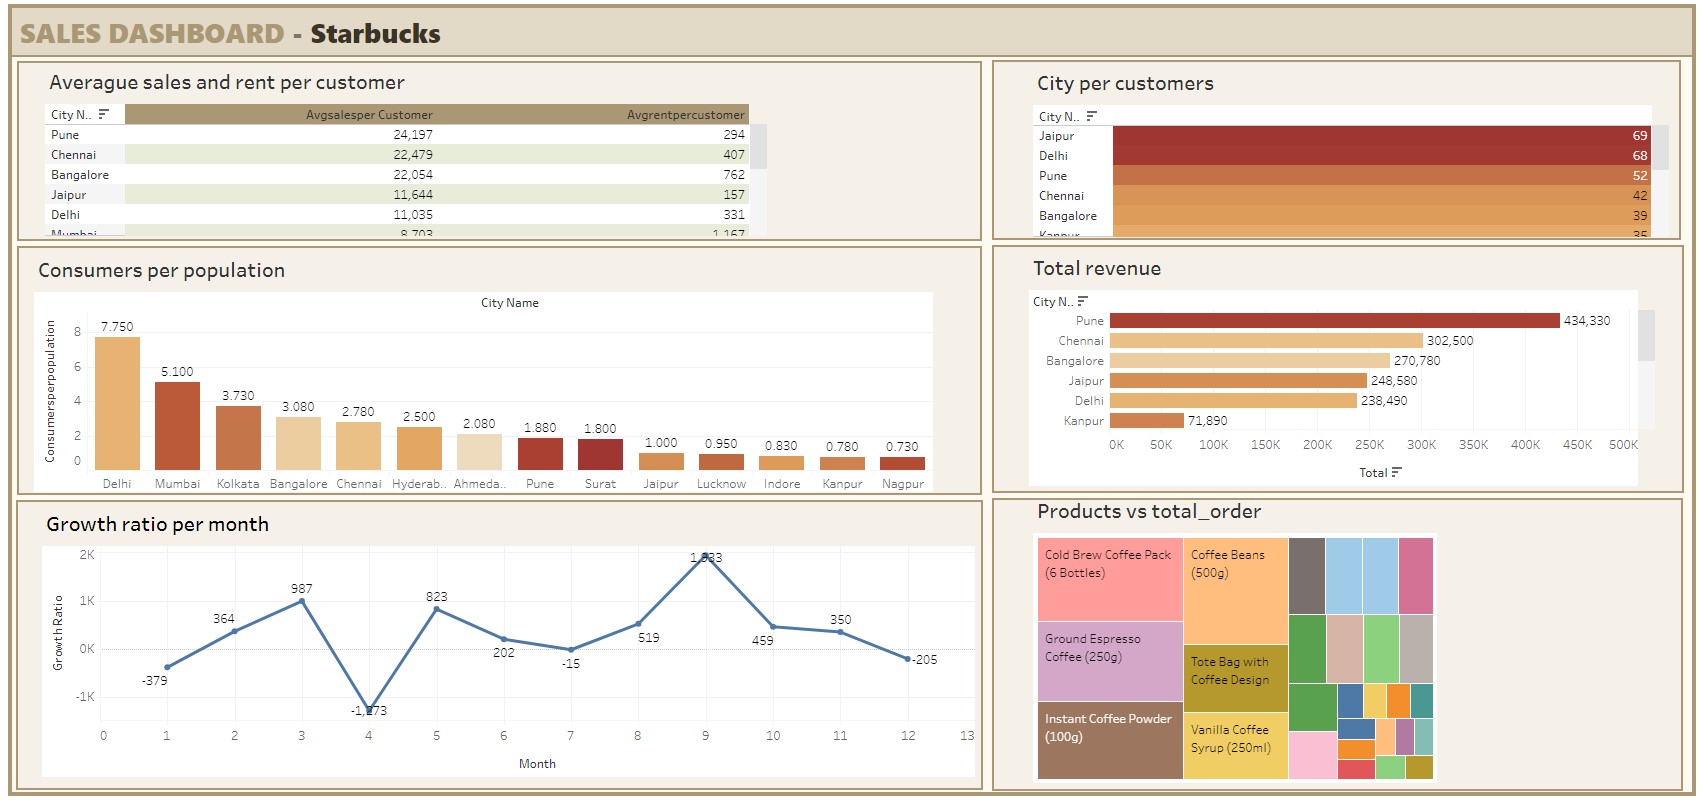 SALES DASHBOARD - Starbucks
Averague sales and rent per customer
City N.. Avgsalesper Customer Avgrentpercustomer
Pune 24,197 294
Chennai 22,479 407
Bangalore 22,054 762
Jaipur 11,644 157
Delhi 11,035 331
Mumbai 8,703 1,167
City per customers
City N..
Jaipur 69
Delhi 68
Pune 52
Chennai 42
Bangalore 39
Kanpur 35
Consumers per population
City Name
Consumersperpopulation
8
6
4
2
0
7.750
5.100
3.730
3.080
2.780
2.500
2.080
1.880
1.800
1.000
0.950
0.830
0.780
0.730
Delhi Mumbai Kolkata Bangalore Chennai Hyderab.. Ahmeda.. Pune Surat Jaipur Lucknow Indore Kanpur Nagpur
Total revenue
City N..
Pune 434,330
Chennai 302,500
Bangalore 270,780
Jaipur 248,580
Delhi 238,490
Kanpur 71,890
0K 50K 100K 150K 200K 250K 300K 350K 400K 450K 500K
Total
Growth ratio per month
Growth Ratio
2K
1K
0K
-1K
-379
364
987
-1,273
823
202
-15
519
459
350
-205
0 1 2 3 4 5 6 7 8 9 10 11 12 13
Month
Products vs total_order
Cold Brew Coffee Pack
(6 Bottles)
Ground Espresso
Coffee (250g)
Instant Coffee Powder
(100g)
Coffee Beans
(500g)
Tote Bag with
Coffee Design
Vanilla Coffee
Syrup (250ml)